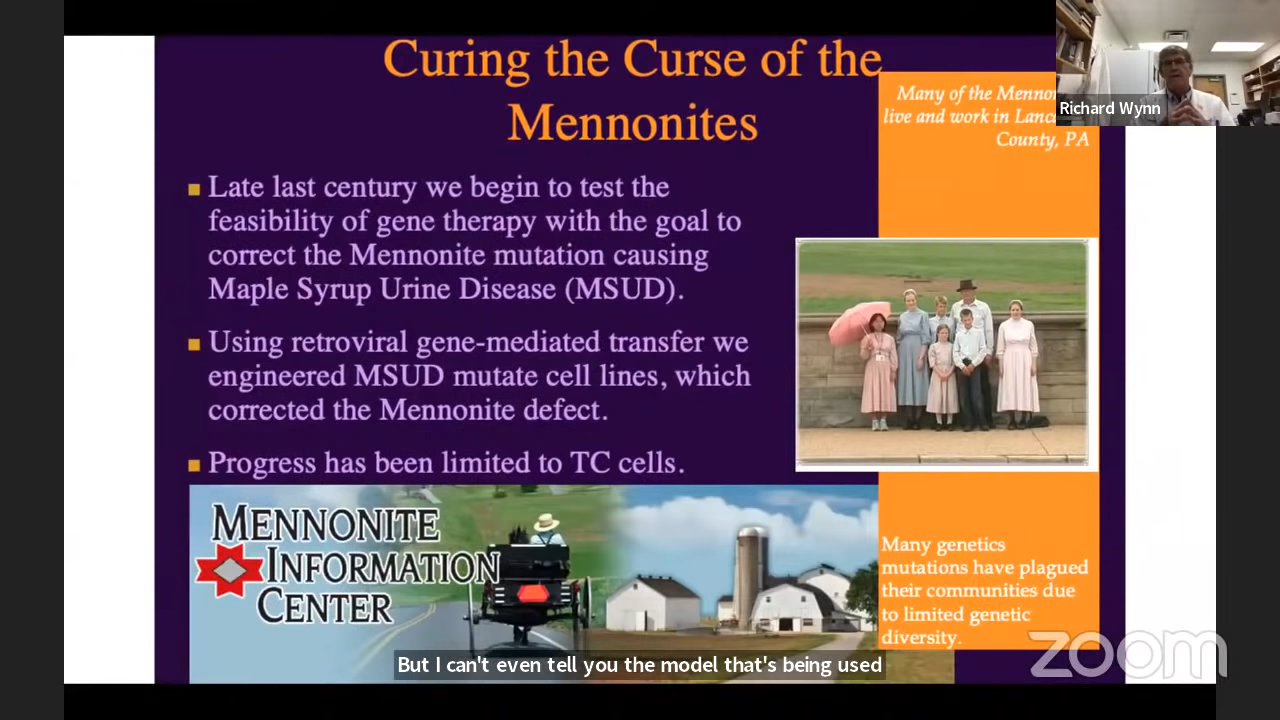 Curing the Curse of the
Mennonites
Many of the
live and work in
County, PA
Richard Wynn
Late last century we begin to test the
feasibility of gene therapy with the goal to
correct the Mennonite mutation causing
Maple Syrup Urine Disease (MSUD).
Using retroviral gene-mediated transfer we
engineered MSUD mutate cell lines, which
corrected the Mennonite defect.
Progress has been limited to TC cells.
MENNONITE
INFORMATION
CENTER
Many genetics
mutations have plagued
their communities due
to limited genetic
diversity.
But I can't even tell you the model that's being used
zoom